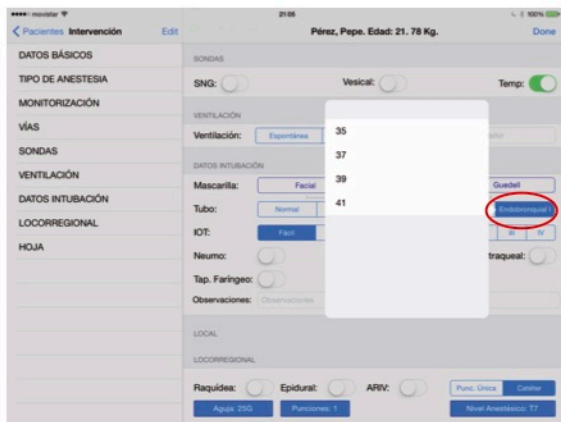 movistar
21:05
100%
Pacientes Intervención Edit
Pérez, Pepe. Edad: 21. 78 Kg.
Done
DATOS BÁSICOS
TIPO DE ANESTESIA
MONITORIZACIÓN
VÍAS
SONDAS
VENTILACIÓN
DATOS INTUBACIÓN
LOCORREGIONAL
HOJA
SONDAS
SNG: Vesical: Temp:
VENTILACIÓN
Ventilación: Espontánea
DATOS INTUBACIÓN
Mascarilla: Facial Guedell
Tubo: Normal Endobronquial I
IOT: Fácil III IV
Neumo: traqueal:
Tap. Faríngeo:
Observaciones: Observaciones
35
37
39
41
LOCAL
LOCORREGIONAL
Raquídea: Epidural: ARIV: Punc. Única Catéter
Aguja: 25G Punciones: 1 Nivel Anestésico: T7